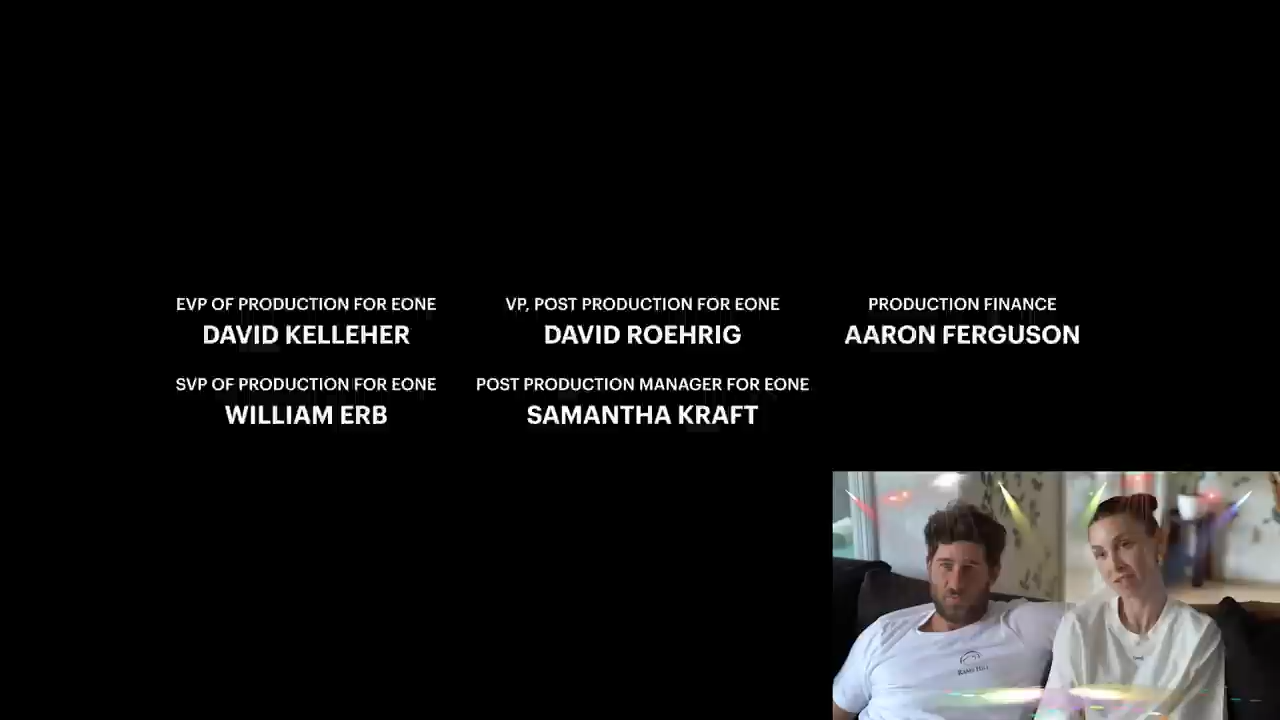 EVP OF PRODUCTION FOR EONE
DAVID KELLEHER
SVP OF PRODUCTION FOR EONE
WILLIAM ERB
VP, POST PRODUCTION FOR EONE
DAVID ROEHRIG
POST PRODUCTION MANAGER FOR EONE
SAMANTHA KRAFT
PRODUCTION FINANCE
AARON FERGUSON